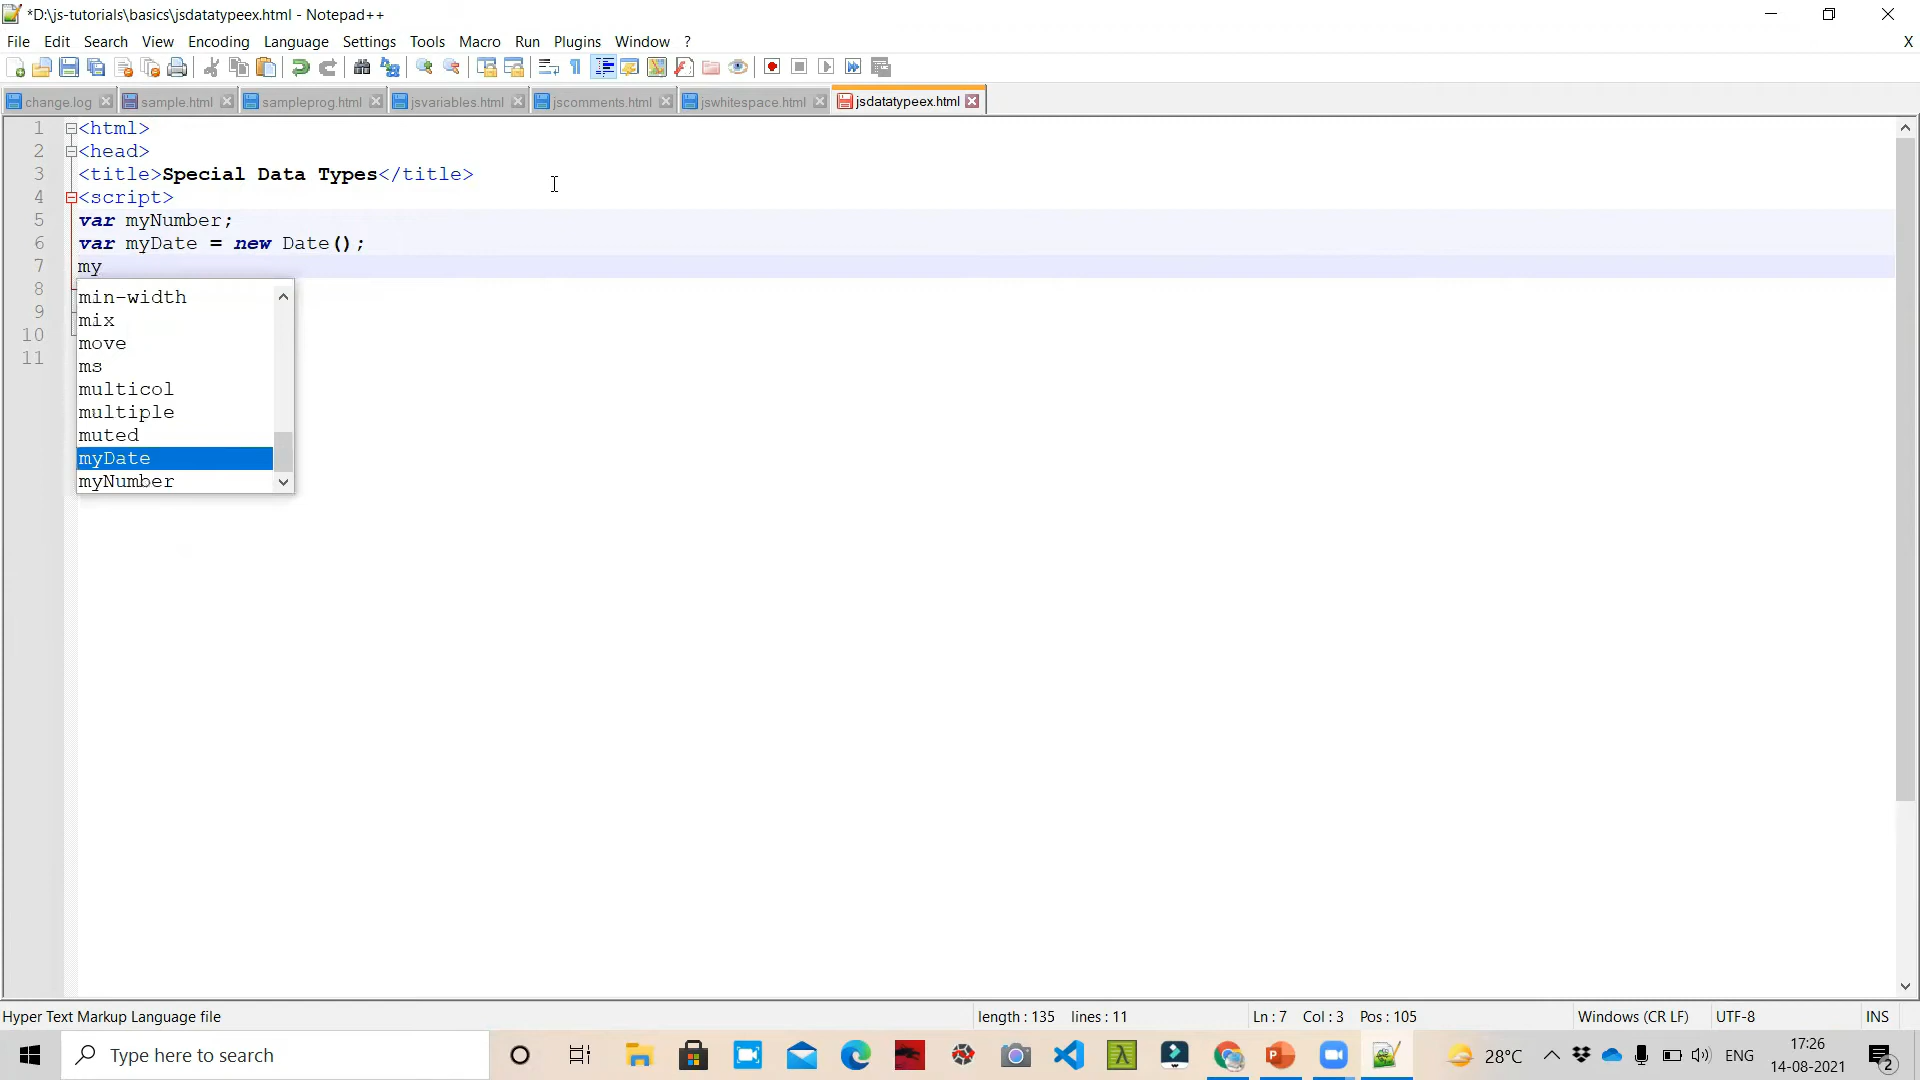 *D:\js-tutorials\basics\jsdatatypeex.html - Notepad++
File Edit Search View Encoding Language Settings Tools Macro Run Plugins Window ? X
change.log sample.html sampleprog.html jsvariables.html jscomments.html jswhitespace.html jsdatatypeex.html
1 <html>
2 <head>
3 <title>Special Data Types</title>
4 <script>
5 var myNumber;
6 var myDate = new Date();
7 my
8
9
10
11
min-width
mix
move
ms
multicol
multiple
muted
myDate
myNumber
Hyper Text Markup Language file length : 135 lines : 11 Ln : 7 Col : 3 Pos : 105 Windows (CR LF) UTF-8 INS
Type here to search 28°C ENG 17:26
14-08-2021 2